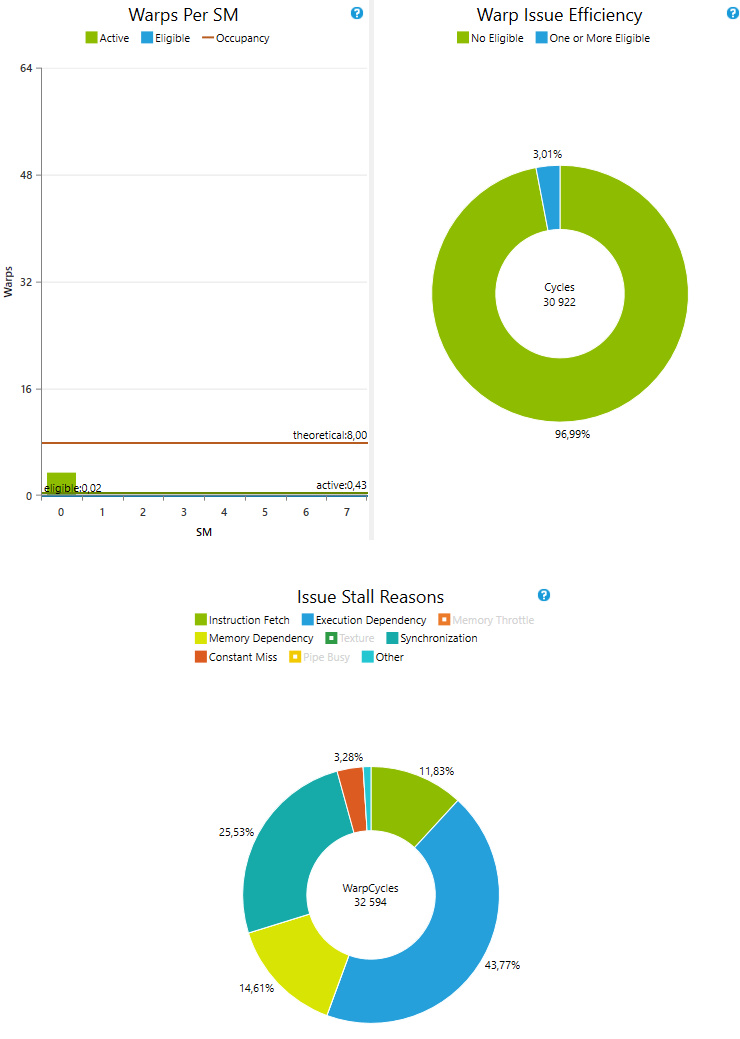 Warps Per SM
Active Eligible Occupancy
64
48
32
16
0
Warps
theoretical:8,00
eligible:0,02
active:0,43
0 1 2 3 4 5 6 7
SM
Warp Issue Efficiency
No Eligible One or More Eligible
3,01%
Cycles
30 922
96,99%
Issue Stall Reasons
Instruction Fetch Execution Dependency Memory Throttle
Memory Dependency Texture Synchronization
Constant Miss Pipe Busy Other
3,28%
11,83%
25,53%
WarpCycles
32 594
43,77%
14,61%